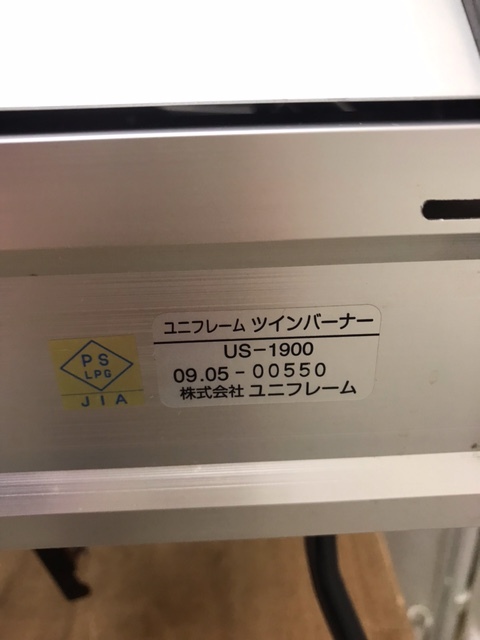 PS
LPG
JIA
ユニフレーム ツインバーナー
US-1900
09.05-00550
株式会社 ユニフレーム